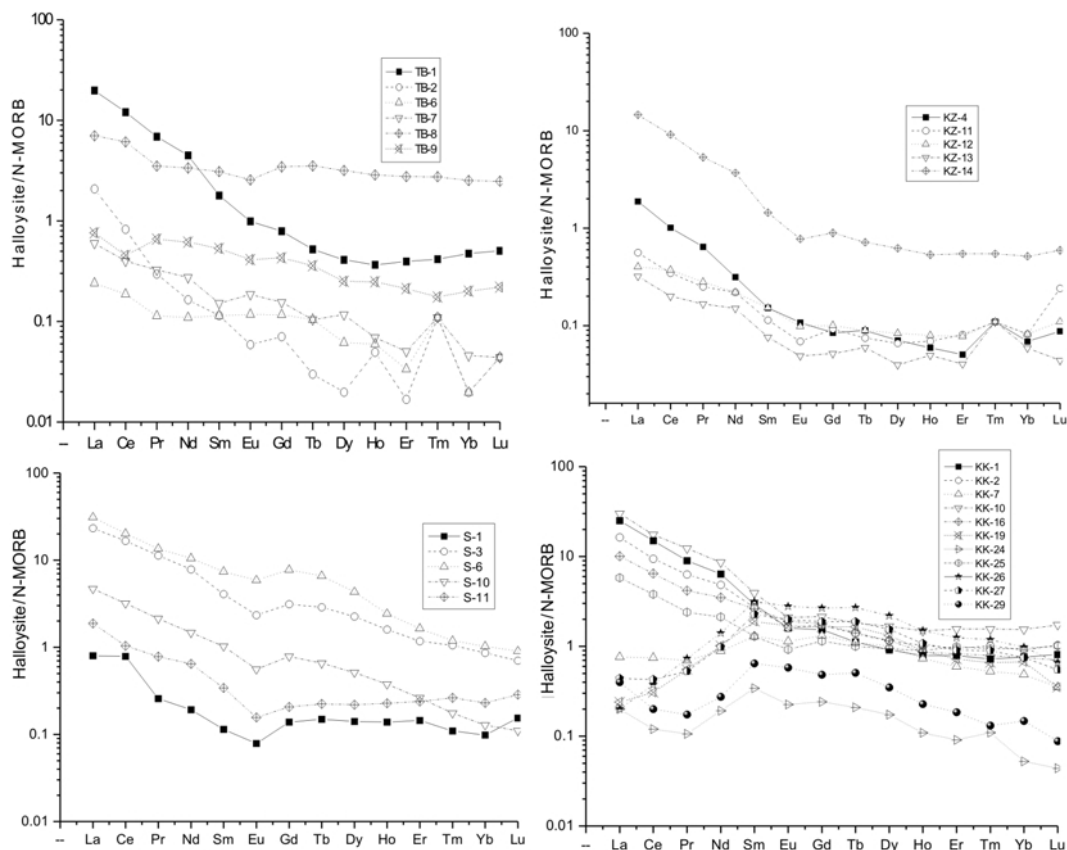 Halloysite/N-MORB
100
10
1
0.1
0.01
TB-1
TB-2
TB-6
TB-7
TB-8
TB-9
-- La Ce Pr Nd Sm Eu Gd Tb Dy Ho Er Tm Yb Lu
Halloysite/N-MORB
100
10
1
0.1
KZ-4
KZ-11
KZ-12
KZ-13
KZ-14
-- La Ce Pr Nd Sm Eu Gd Tb Dy Ho Er Tm Yb Lu
Halloysite/N-MORB
100
10
1
0.1
0.01
S-1
S-3
S-6
S-10
S-11
-- La Ce Pr Nd Sm Eu Gd Tb Dy Ho Er Tm Yb Lu
Halloysite/N-MORB
100
10
1
0.1
0.01
KK-1
KK-2
KK-7
KK-10
KK-16
KK-19
KK-24
KK-25
KK-26
KK-27
KK-29
-- La Ce Pr Nd Sm Eu Gd Tb Dy Ho Er Tm Yb Lu